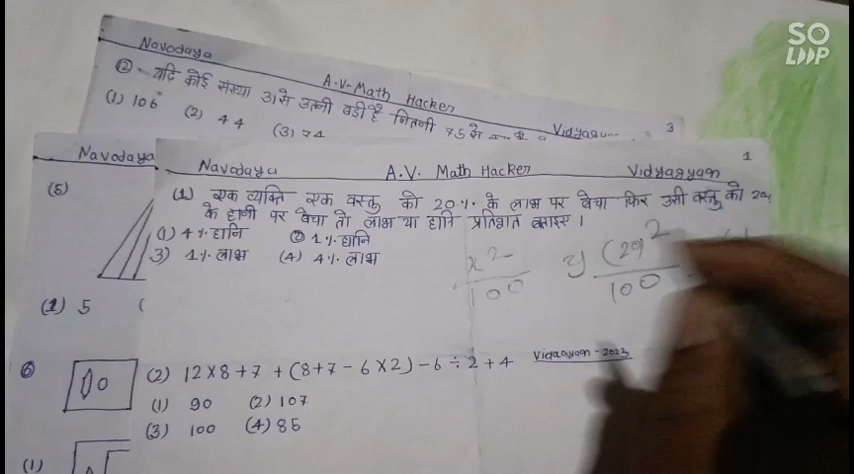 SO
LOOP
Navodaya
A.V. Math Hacker
3
(2) यदि कोई संख्या 31 से उतनी बड़ी है जितनी 75 से
(1) 106 (2) 44 (3) 74
Navodaya
(5)
(1) 5 (
6
(1)
Navodaya A.V. Math Hacker Vidyagyan 1
(1) एक व्यक्ति एक वस्तु को 20% के लाभ पर बेचा फिर उसी वस्तु को 20%
के हानी पर बेचा तो लाभ या हानि प्रतिशत बताइए।
(1) 4% हानि (2) 1% हानि
3) 1% लाभ (4) 4% लाभ
x²/100 (20)²/100
(2) 12×8+7 + (8+7-6×2)-6÷2+4 Vidagyan-2023
(1) 90 (2) 107
(3) 100 (4) 85